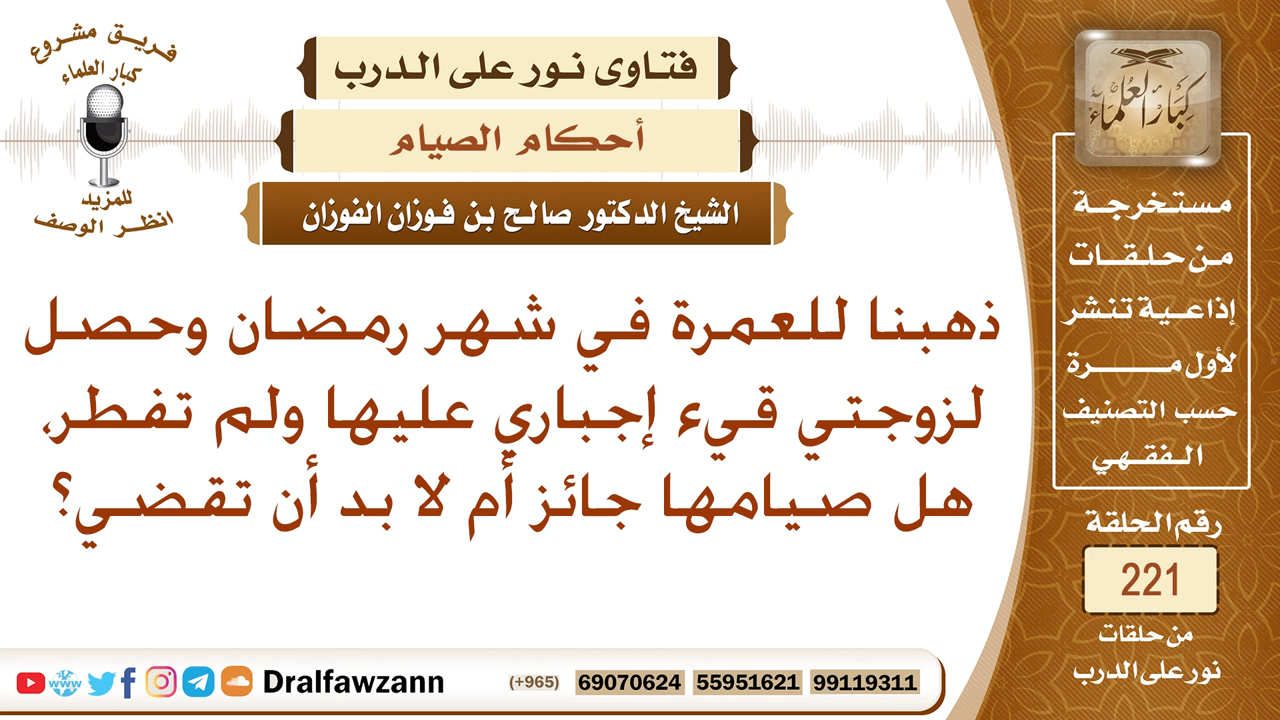 فريق مشروع
كبار العلماء
للمزيد
انظر الوصف
فتاوى نور على الدرب
أحكام الصيام
الشيخ الدكتور صالح بن فوزان الفوزان
ذهبنا للعمرة في شهر رمضان وحصل
لزوجتي قيء إجباري عليها ولم تفطر،
هل صيامها جائز أم لا بد أن تقضي؟
كبار العلماء
مستخرجة
من حلقات
إذاعية تنشر
لأول مرة
حسب التصنيف
الفقهي
رقم الحلقة
221
من حلقات
نور على الدرب
www
Dralfawzann
(+965) 69070624 55951621 99119311